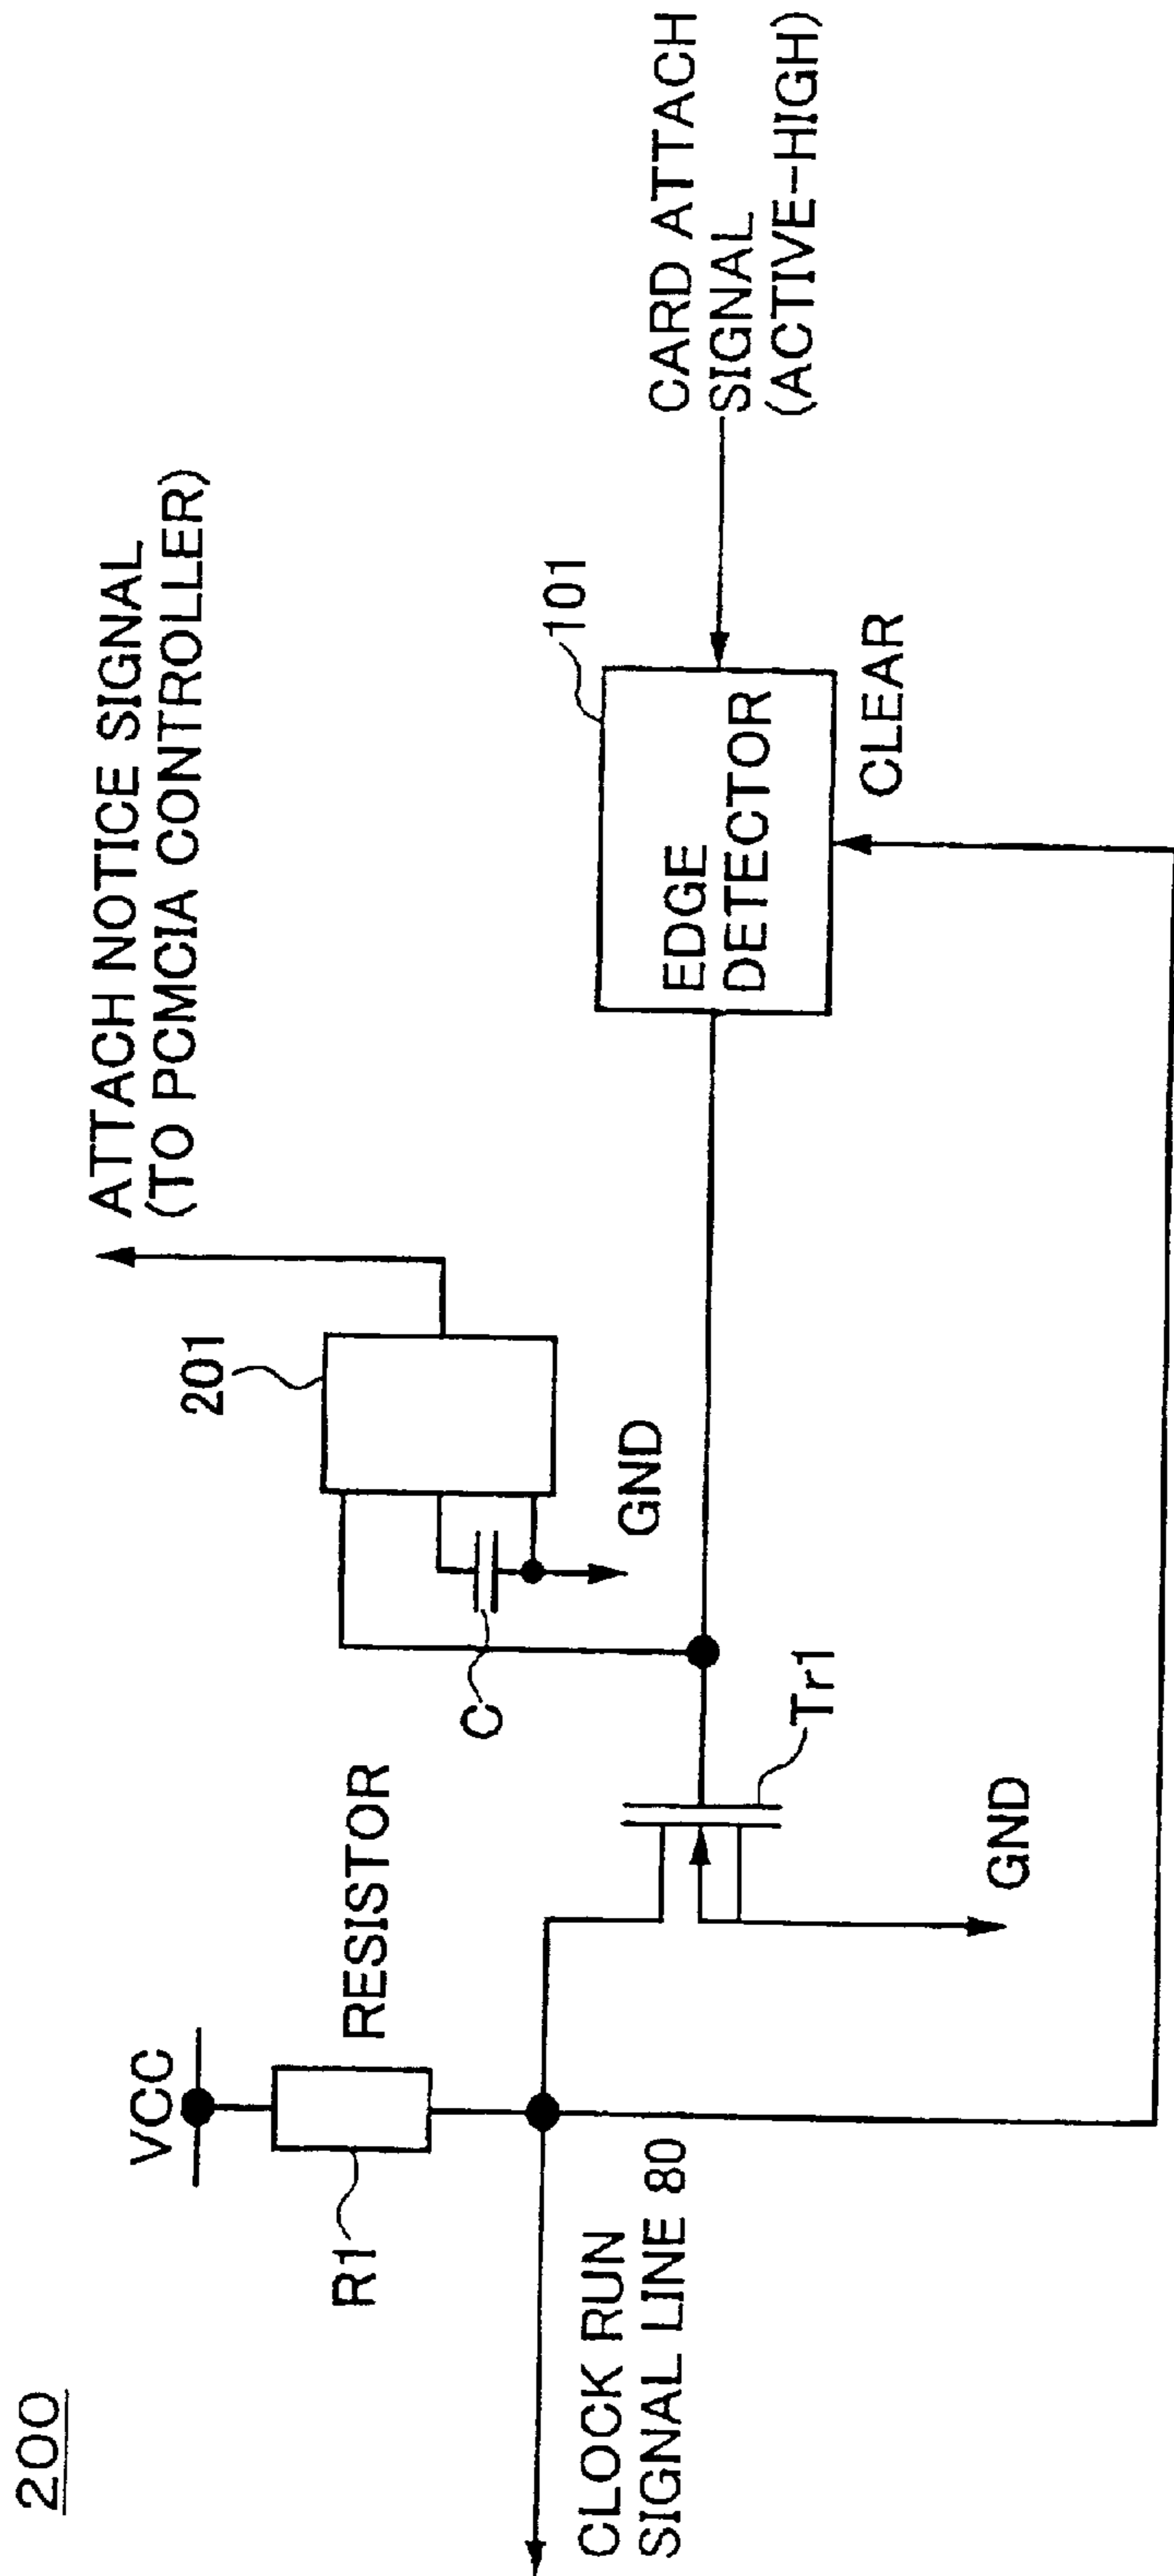 200
VCC
R1
RESISTOR
CLOCK RUN
SIGNAL LINE 80
C
201
GND
ATTACH NOTICE SIGNAL
(TO PCMCIA CONTROLLER)
Tr1
GND
101
EDGE
DETECTOR
CLEAR
CARD ATTACH
SIGNAL
(ACTIVE-HIGH)